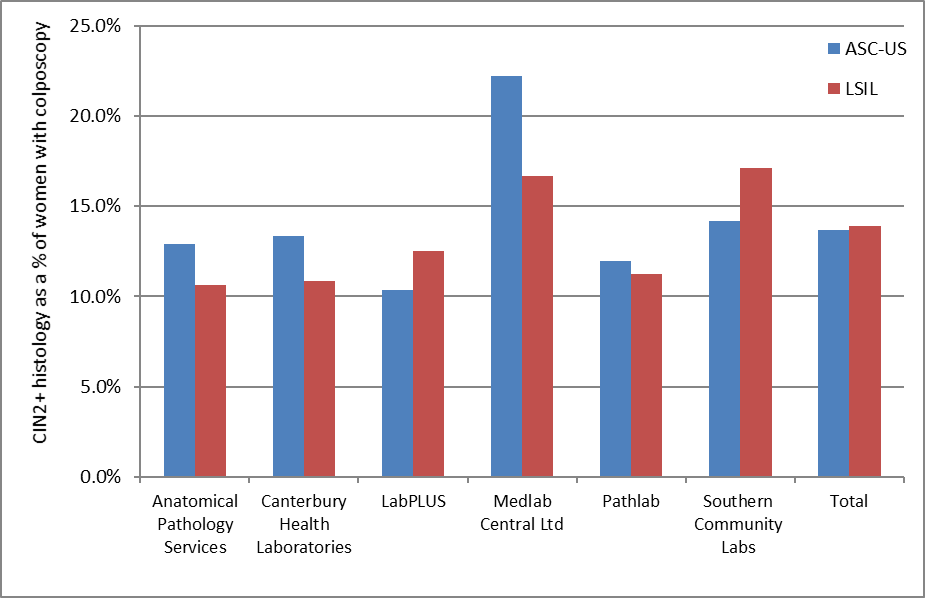 CIN2+ histology as a % of women with colposcopy
25.0%
20.0%
15.0%
10.0%
5.0%
0.0%
ASC-US
LSIL
Anatomical
Pathology
Services
Canterbury
Health
Laboratories
LabPLUS
Medlab
Central Ltd
Pathlab
Southern
Community
Labs
Total